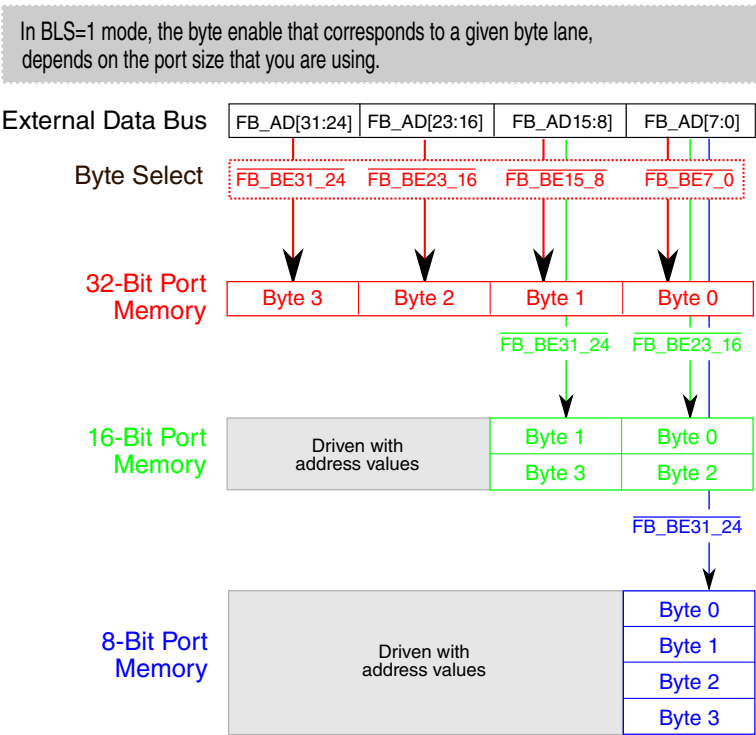 In BLS=1 mode, the byte enable that corresponds to a given byte lane,
depends on the port size that you are using.
External Data Bus FB_AD[31:24] FB_AD[23:16] FB_AD15:8] FB_AD[7:0]
Byte Select FB_BE31_24 FB_BE23_16 FB_BE15_8 FB_BE7_0
32-Bit Port
Memory
Byte 3 Byte 2 Byte 1 Byte 0
FB_BE31_24 FB_BE23_16
16-Bit Port
Memory
Driven with
address values
Byte 1 Byte 0
Byte 3 Byte 2
FB_BE31_24
8-Bit Port
Memory
Driven with
address values
Byte 0
Byte 1
Byte 2
Byte 3